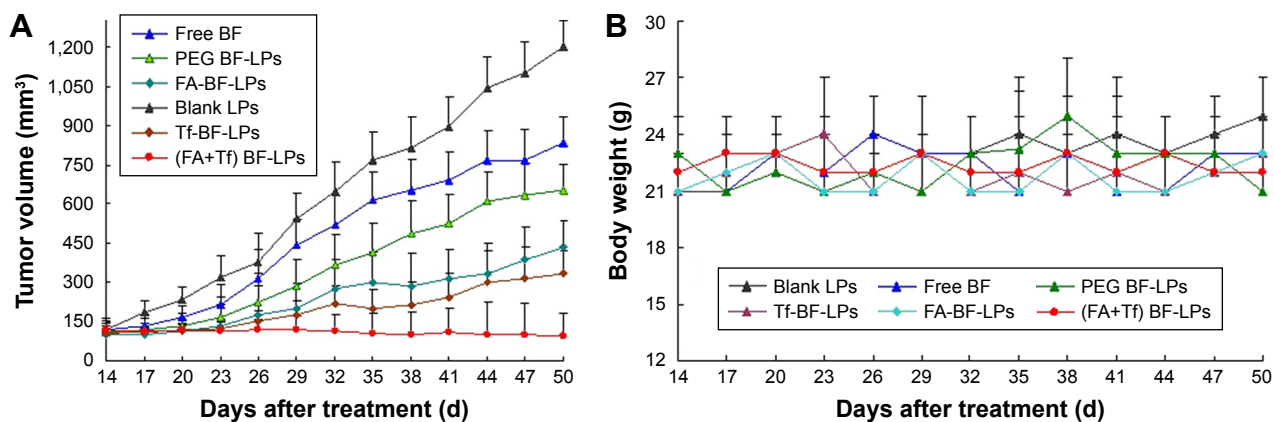 A
Tumor volume (mm³)
1,200
1,050
900
750
600
450
300
150
0
Free BF
PEG BF-LPs
FA-BF-LPs
Blank LPs
Tf-BF-LPs
(FA+Tf) BF-LPs
14 17 20 23 26 29 32 35 38 41 44 47 50
Days after treatment (d)
B
Body weight (g)
30
27
24
21
18
15
12
Blank LPs Free BF PEG BF-LPs
Tf-BF-LPs FA-BF-LPs (FA+Tf) BF-LPs
14 17 20 23 26 29 32 35 38 41 44 47 50
Days after treatment (d)